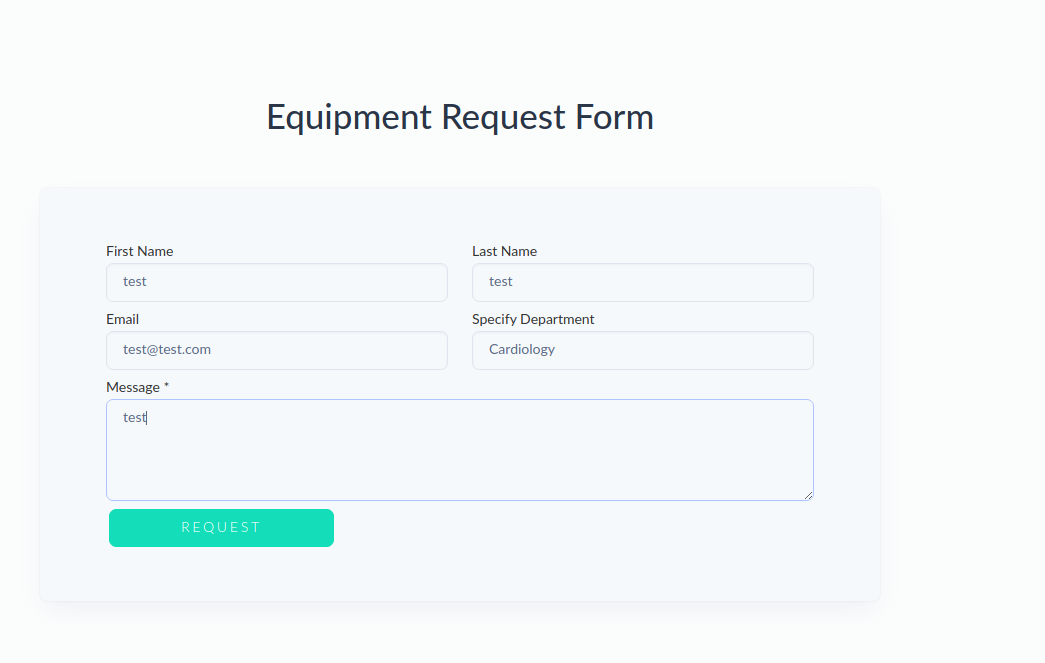 Equipment Request Form
First Name Last Name
test test
Email Specify Department
test@test.com Cardiology
Message *
test
REQUEST